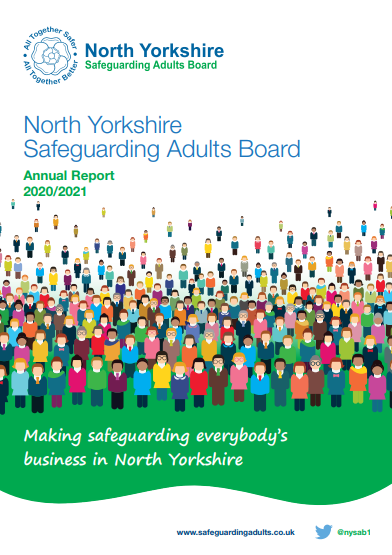 All Together Safer
All Together Better
North Yorkshire
Safeguarding Adults Board
North Yorkshire
Safeguarding Adults Board
Annual Report
2020/2021
Making safeguarding everybody's
business in North Yorkshire
www.safeguardingadults.co.uk
@nysab1